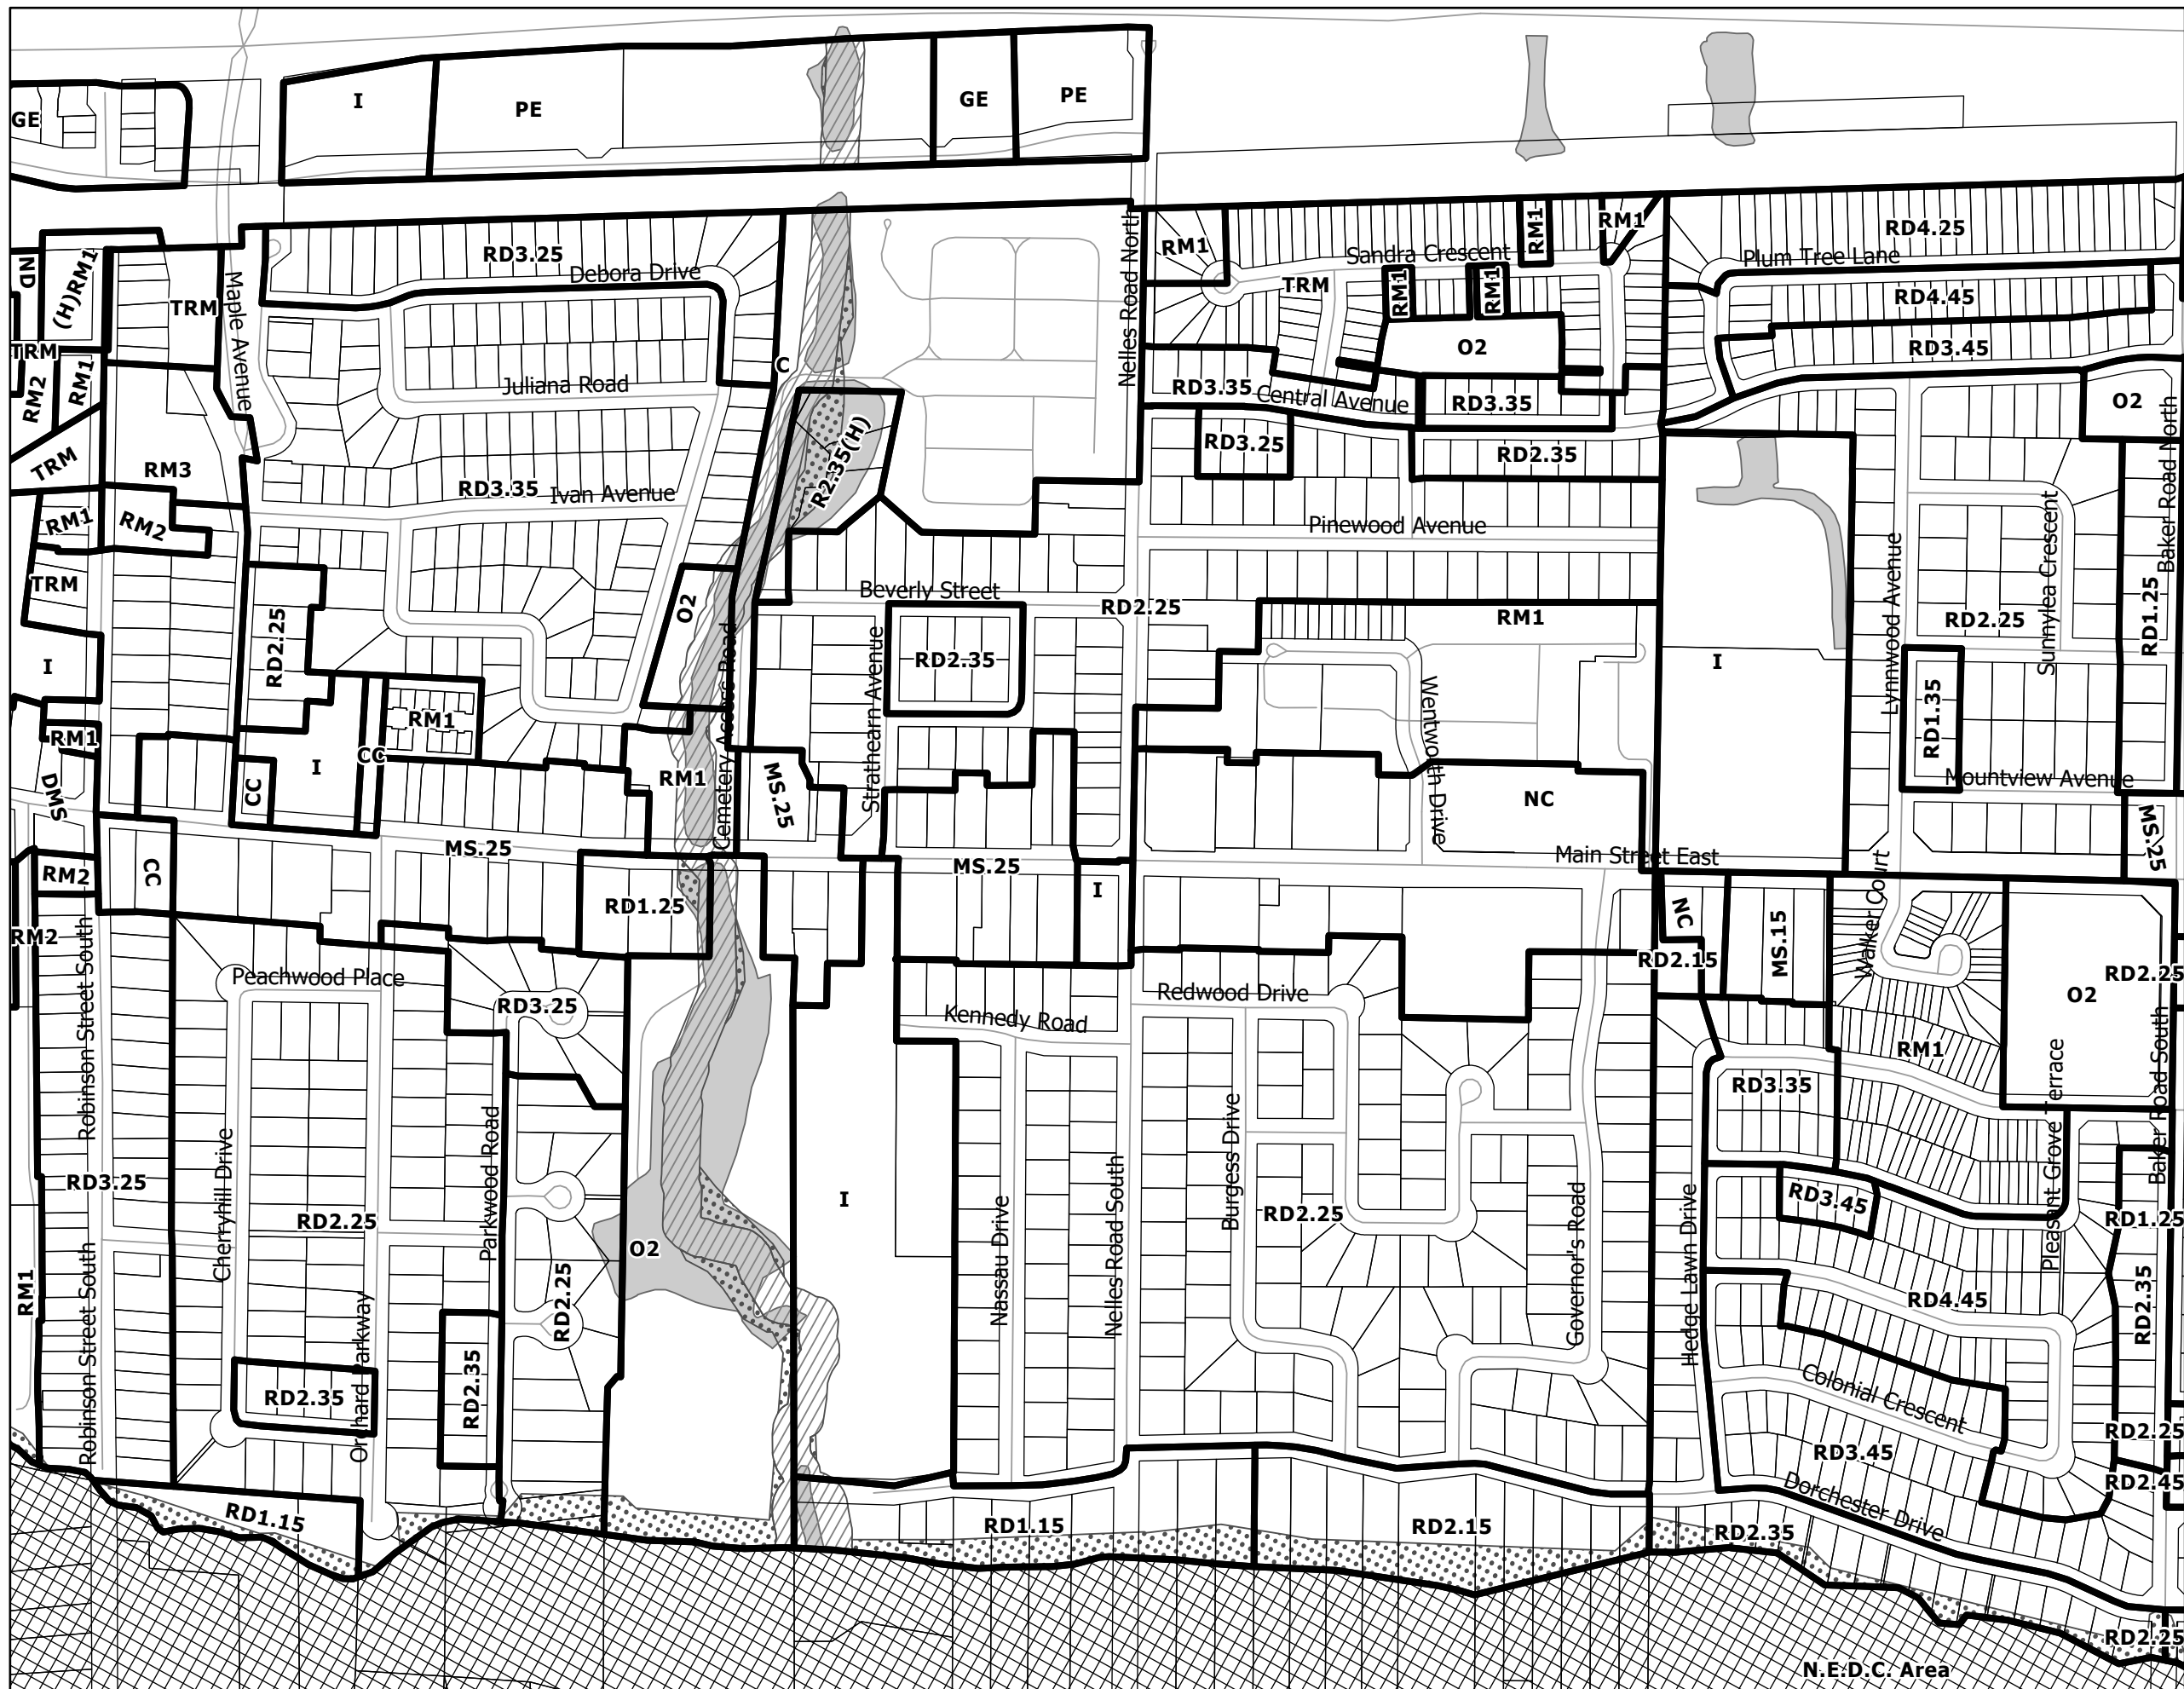 I
PE
GE
PE
GE
RM1
RM1
RM1
RD4.25
Nelles Road North
Sandra Crescent
RD3.25
Debora Drive
Plum Tree Lane
ND
(H)RM1
Maple Avenue
TRM
TRM
RM1
RM1
RD4.45
TRM
O2
RD3.45
C
RM2
RM1
Juliana Road
RD3.35
Central Avenue
RD3.35
O2
Baker Road North
RD3.25
RD2.35
TRM
RM3
R2.35(H)
RD3.35
Ivan Avenue
RM1
RM2
Pinewood Avenue
Sunnylea Crescent
TRM
Beverly Street
RD2.25
RM1
O2
RD2.25
Lynnwood Avenue
RD2.25
RD1.25
I
RD2.35
I
Cemetery Access Road
Strathearn Avenue
Wentworth Drive
RD1.35
RM1
RM1
CC
I
RM1
MS.25
NC
Mountview Avenue
DMS
CC
MS.25
MS.25
MS.25
Main Street East
RM2
CC
I
RD1.25
NC
Walker Court
MS.15
RM2
RD2.15
RD2.25
Robinson Street South
Peachwood Place
RD3.25
Redwood Drive
O2
Kennedy Road
RM1
RD3.35
Pleasant Grove Terrace
Baker Road South
Parkwood Road
Burgess Drive
Cherryhill Drive
RD3.25
I
RD3.45
Nelles Road South
Nassau Drive
Governor's Road
Hedge Lawn Drive
RD2.25
RD2.25
RD1.25
O2
RM1
RD2.25
RD4.45
RD2.35
Robinson Street South
Orchard Parkway
RD2.35
RD2.35
Colonial Crescent
RD2.25
RD3.45
RD2.45
Dorchester Drive
RD1.15
RD1.15
RD2.15
RD2.35
RD2.25
N.E.D.C. Area